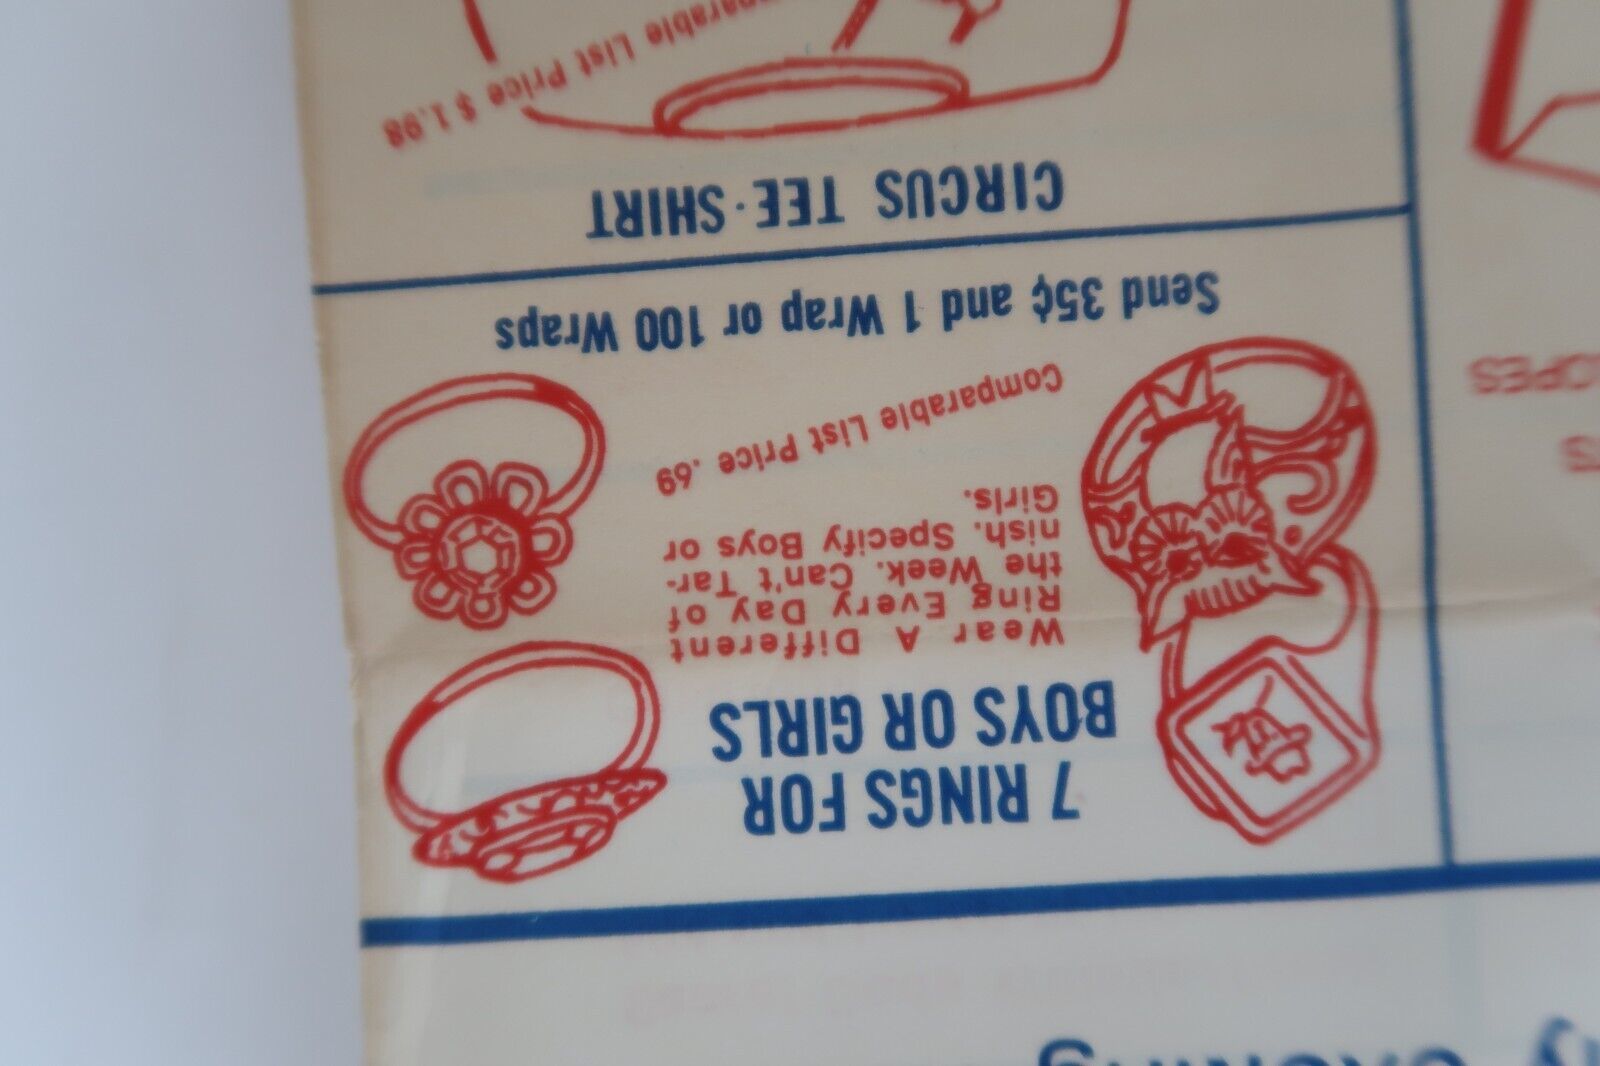 exciting
7 RINGS FOR
BOYS OR GIRLS
Wear A Different
Ring Every Day of
the Week. Can't Tar-
nish. Specify Boys or
Girls.
Comparable List Price .69
Send 35¢ and 1 Wrap or 100 Wraps
CIRCUS TEE-SHIRT
Comparable List Price $1.98